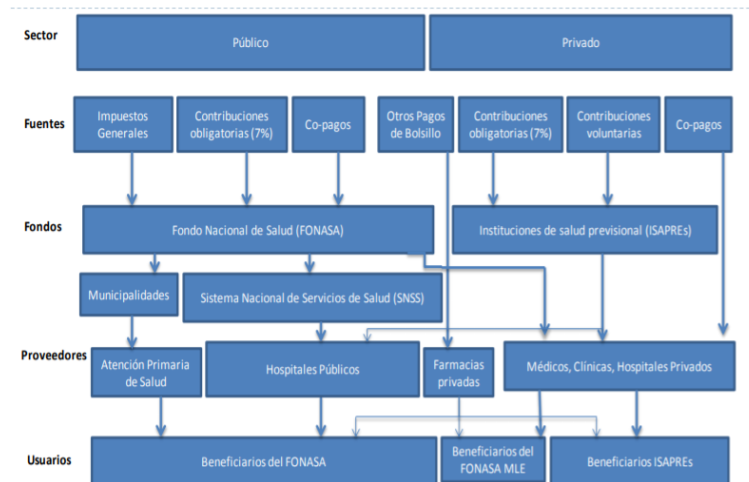 Sector
Público
Privado
Fuentes
Impuestos
Generales
Contribuciones
obligatorias (7%)
Co-pagos
Otros Pagos
de Bolsillo
Contribuciones
obligatorias (7%)
Contribuciones
voluntarias
Co-pagos
Fondos
Fondo Nacional de Salud (FONASA)
Instituciones de salud previsional (ISAPREs)
Municipalidades
Sistema Nacional de Servicios de Salud (SNSS)
Proveedores
Atención Primaria
de Salud
Hospitales Públicos
Farmacias
privadas
Médicos, Clínicas, Hospitales Privados
Usuarios
Beneficiarios del FONASA
Beneficiarios del
FONASA MLE
Beneficiarios ISAPREs